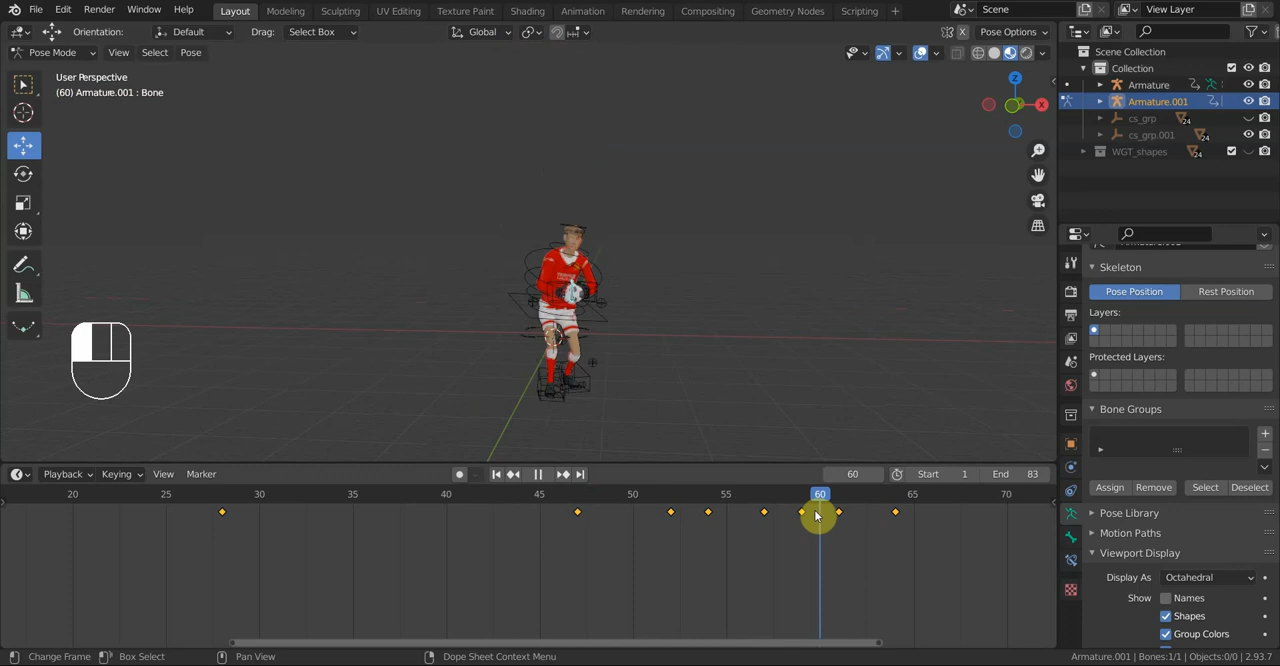 File Edit Render Window Help Layout Modeling Sculpting UV Editing Texture Paint Shading Animation Rendering Compositing Geometry Nodes Scripting + Scene View Layer
Orientation: Default Drag: Select Box Global X Pose Options
Pose Mode View Select Pose
User Perspective
(60) Armature.001 : Bone
Z
X
Scene Collection
Collection
Armature
Armature.001
cs_grp 24
cs_grp.001 24
WGT_shapes 24
Skeleton
Pose Position Rest Position
Layers:
Protected Layers:
Bone Groups
Assign Remove Select Deselect
Pose Library
Motion Paths
Viewport Display
Display As Octahedral
Show Names
Shapes
Group Colors
Playback Keying View Marker 60 Start 1 End 83
20 25 30 35 40 45 50 55 60 65 70
Change Frame Box Select Pan View Dope Sheet Context Menu Armature.001 | Bones:1/1 | Objects:0/0 | 2.93.7